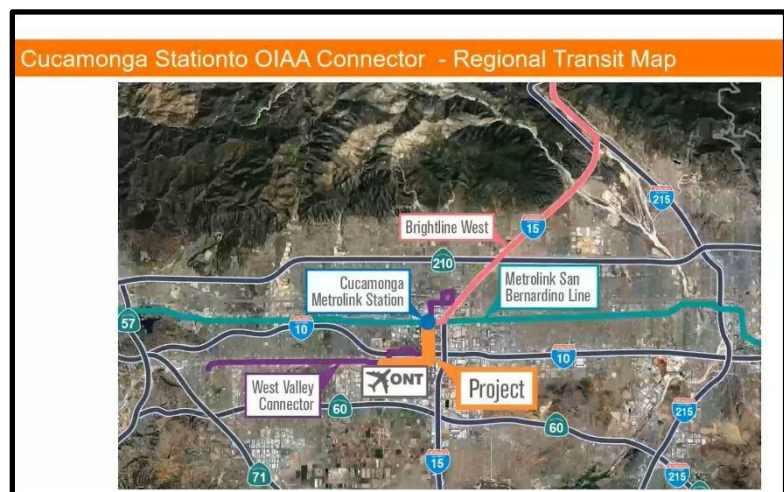 Cucamonga Stationto OIAA Connector - Regional Transit Map
215
15
Brightline West
210
Cucamonga
Metrolink Station
Metrolink San
Bernardino Line
57
10
10
West Valley
Connector
ONT
Project
60
60
215
15
71
215